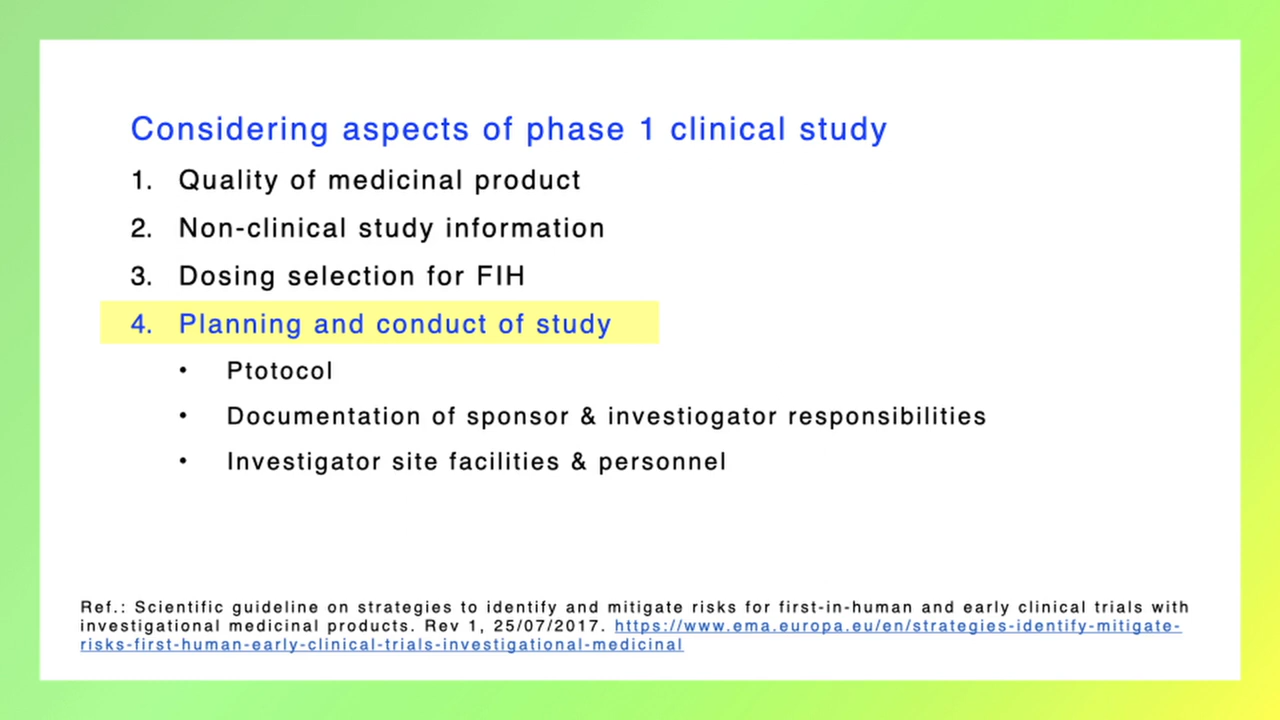 Considering aspects of phase 1 clinical study
1. Quality of medicinal product
2. Non-clinical study information
3. Dosing selection for FIH
4. Planning and conduct of study
• Ptotocol
• Documentation of sponsor & investiogator responsibilities
• Investigator site facilities & personnel
Ref.: Scientific guideline on strategies to identify and mitigate risks for first-in-human and early clinical trials with
investigational medicinal products. Rev 1, 25/07/2017. https://www.ema.europa.eu/en/strategies-identify-mitigate-
risks-first-human-early-clinical-trials-investigational-medicinal